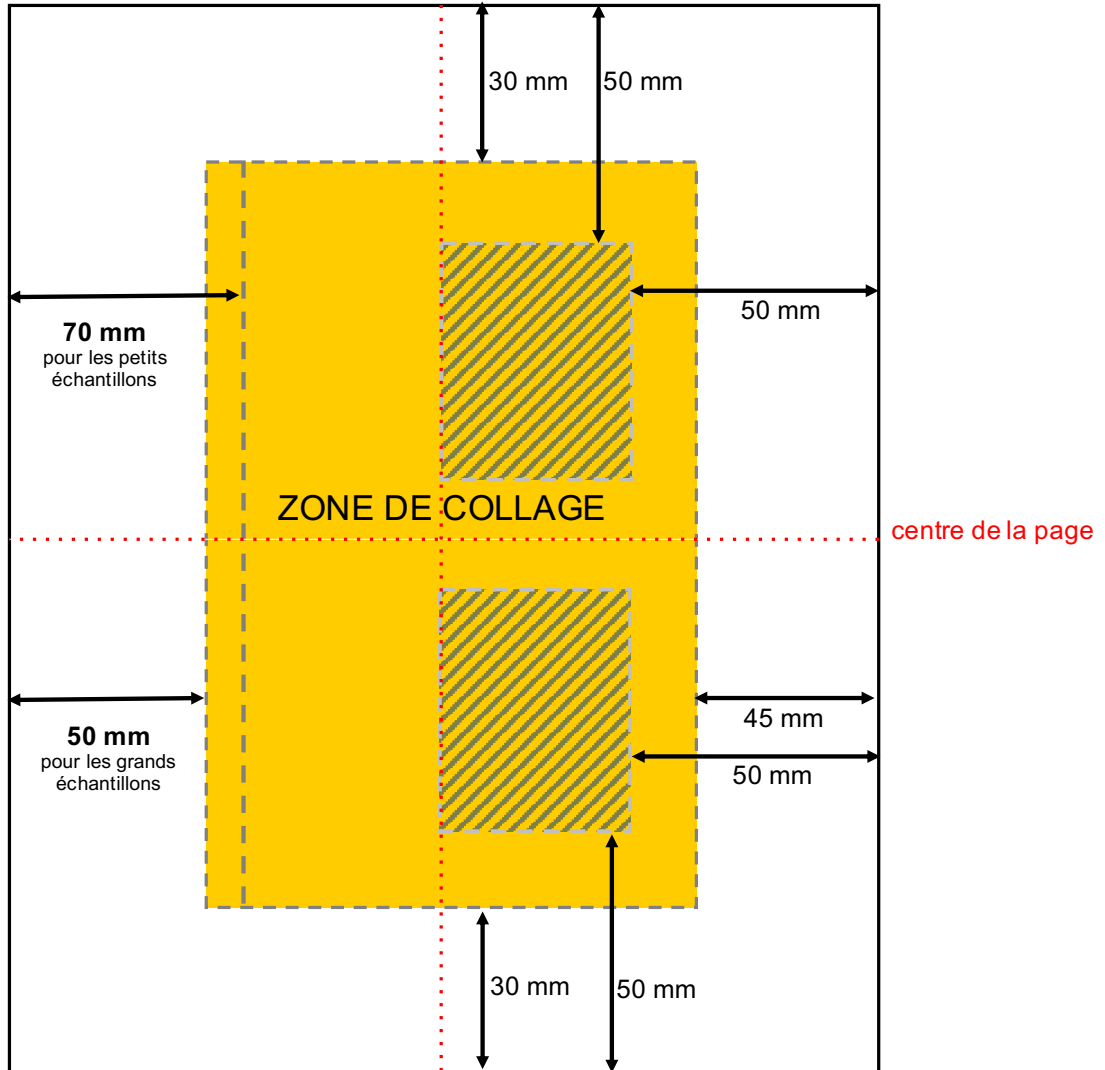 30 mm
50 mm
50 mm
70 mm
pour les petits
échantillons
ZONE DE COLLAGE
centre de la page
50 mm
pour les grands
échantillons
45 mm
50 mm
30 mm
50 mm